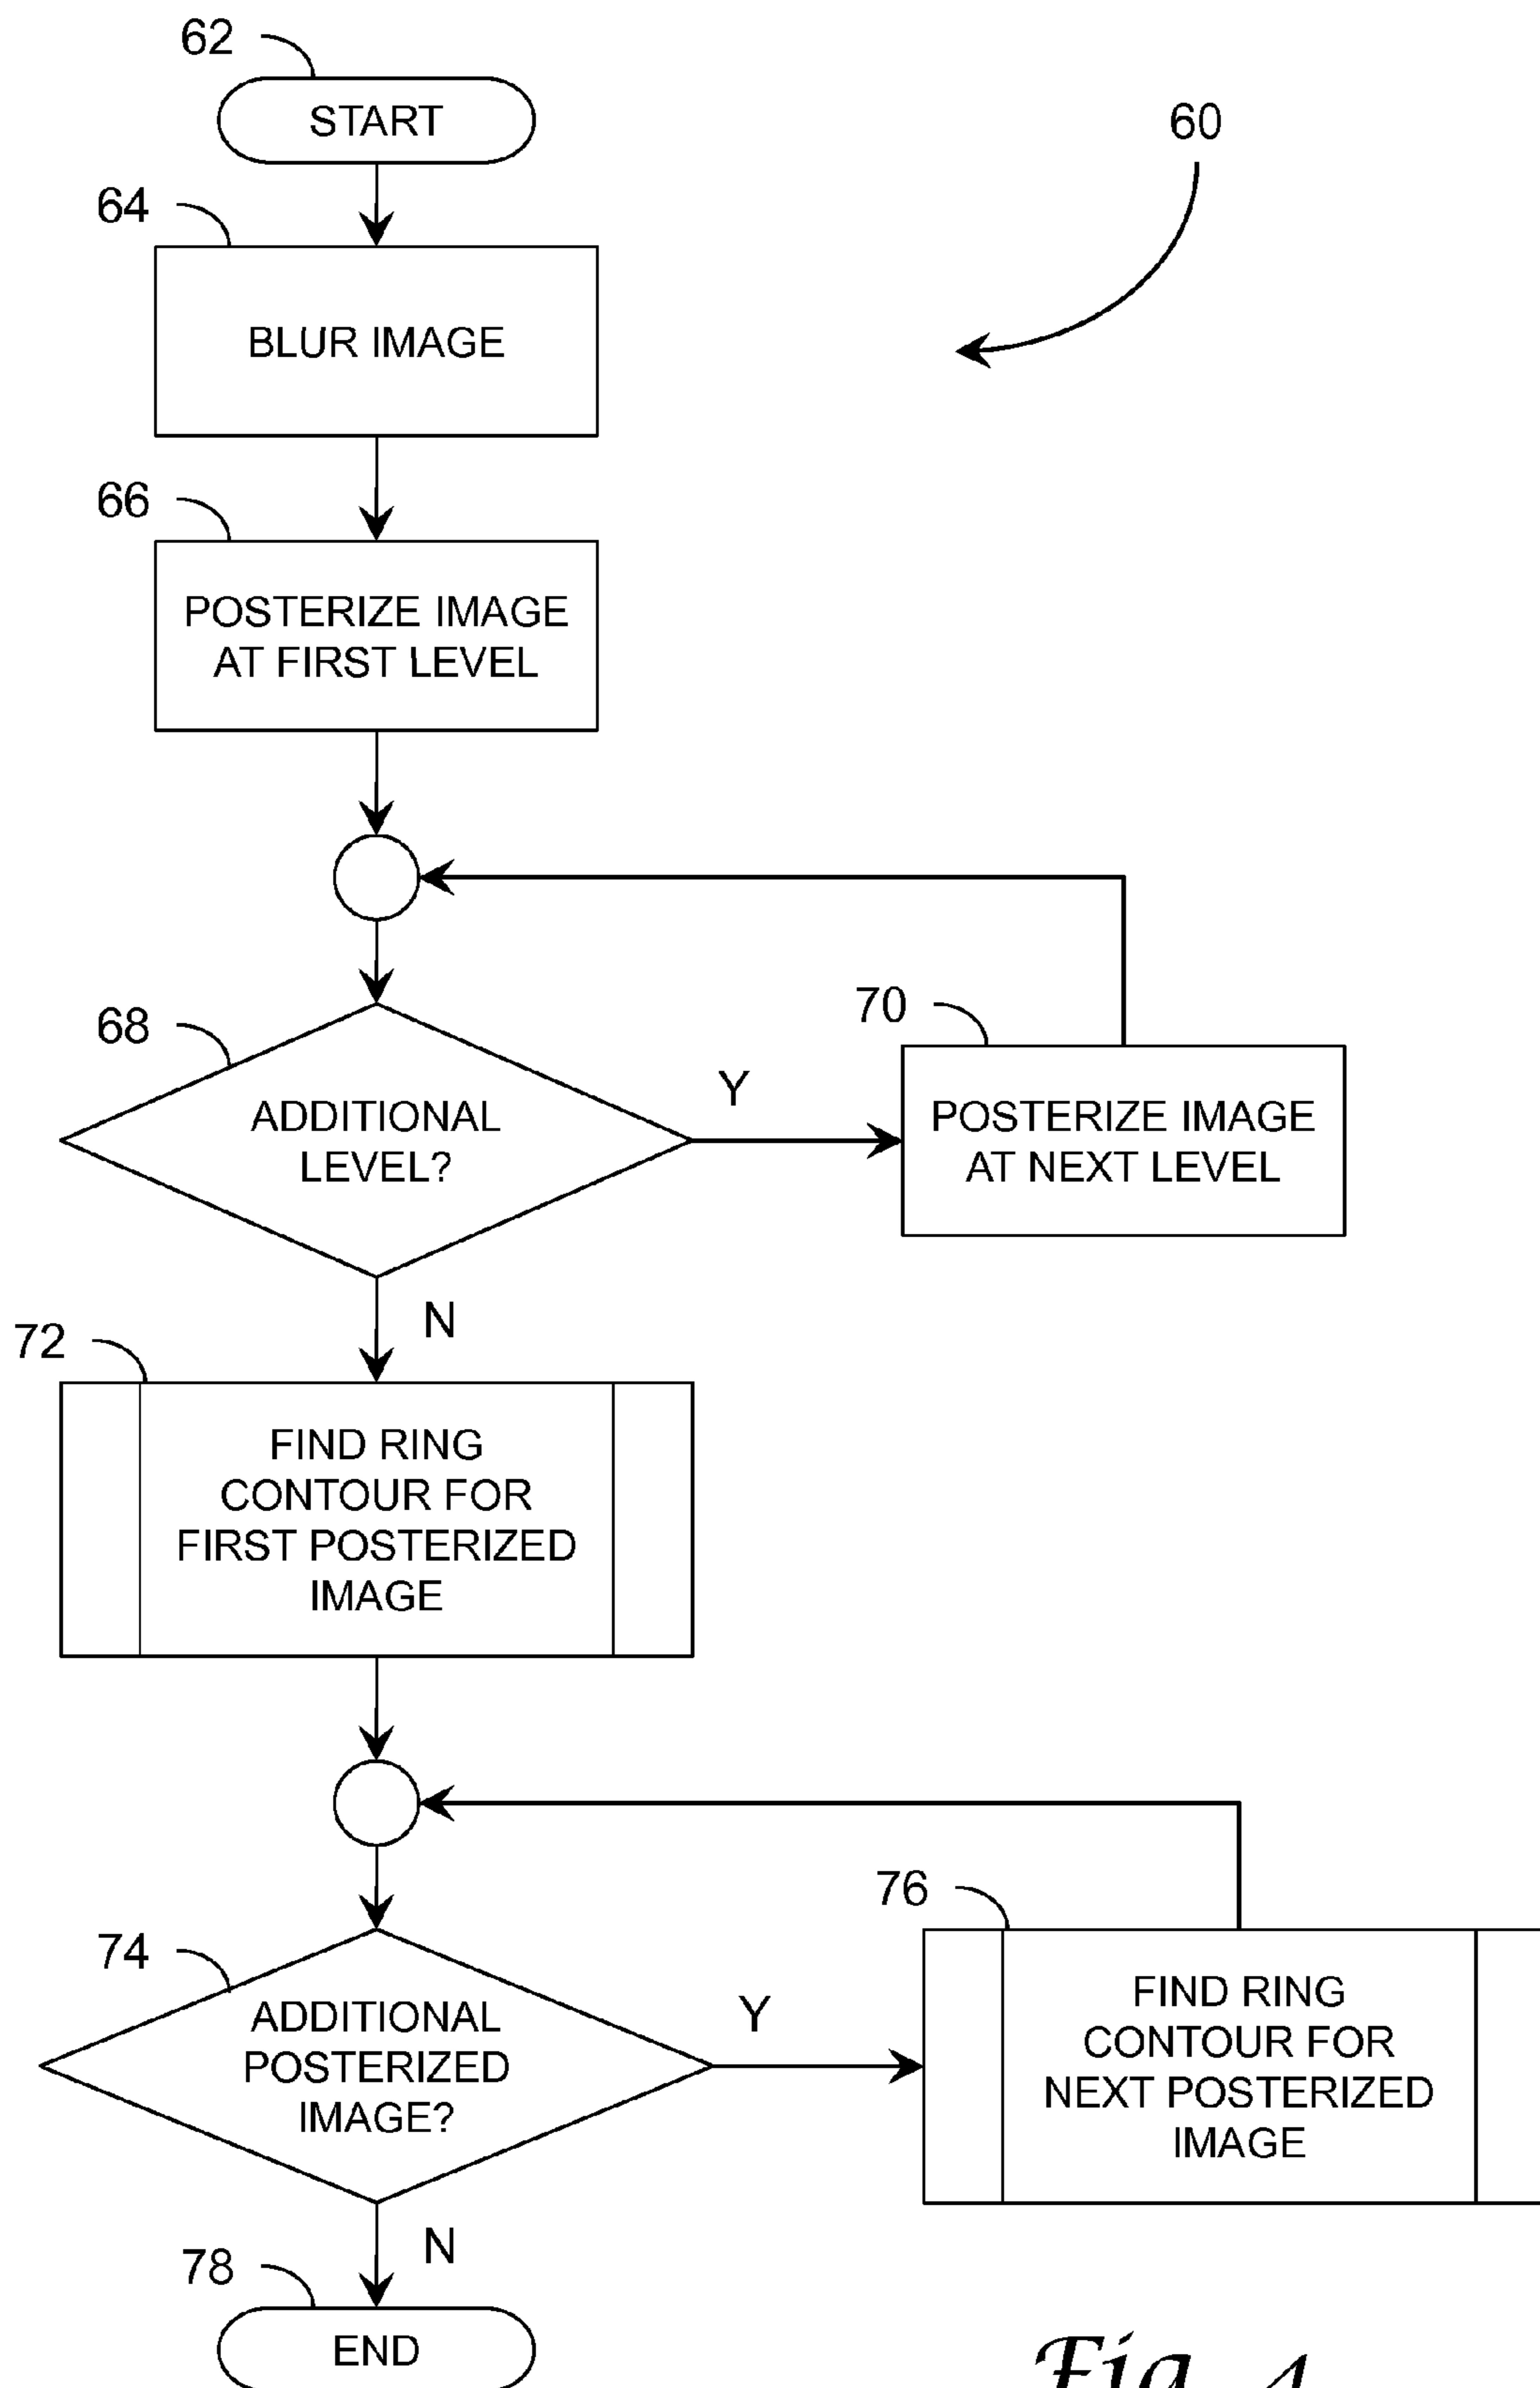 62
START
60
64
BLUR IMAGE
66
POSTERIZE IMAGE
AT FIRST LEVEL
68
ADDITIONAL
LEVEL?
Y
70
POSTERIZE IMAGE
AT NEXT LEVEL
N
72
FIND RING
CONTOUR FOR
FIRST POSTERIZED
IMAGE
74
ADDITIONAL
POSTERIZED
IMAGE?
Y
76
FIND RING
CONTOUR FOR
NEXT POSTERIZED
IMAGE
N
78
END
Fig. 4